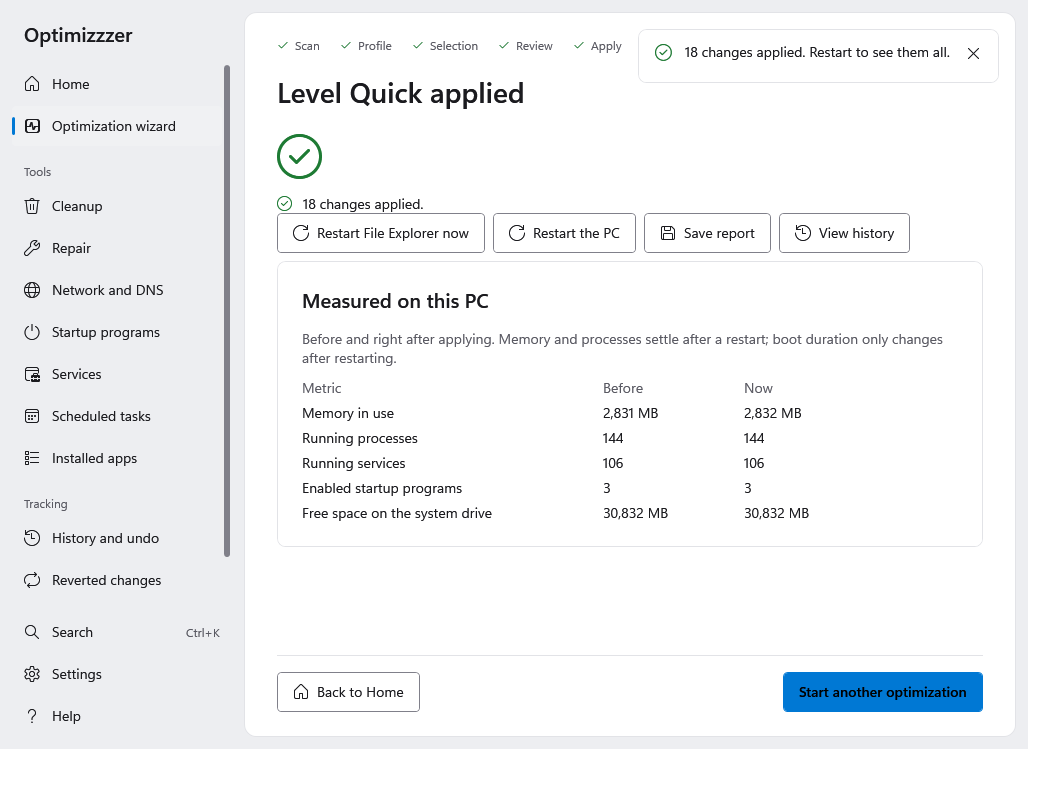 Optimizzzer
Home
Optimization wizard
Tools
Cleanup
Repair
Network and DNS
Startup programs
Services
Scheduled tasks
Installed apps
Tracking
History and undo
Reverted changes
Search Ctrl+K
Settings
Help
Scan Profile Selection Review Apply
18 changes applied. Restart to see them all.
Level Quick applied
18 changes applied.
Restart File Explorer now Restart the PC Save report View history
Measured on this PC
Before and right after applying. Memory and processes settle after a restart; boot duration only changes
after restarting.
Metric Before Now
Memory in use 2,831 MB 2,832 MB
Running processes 144 144
Running services 106 106
Enabled startup programs 3 3
Free space on the system drive 30,832 MB 30,832 MB
Back to Home Start another optimization